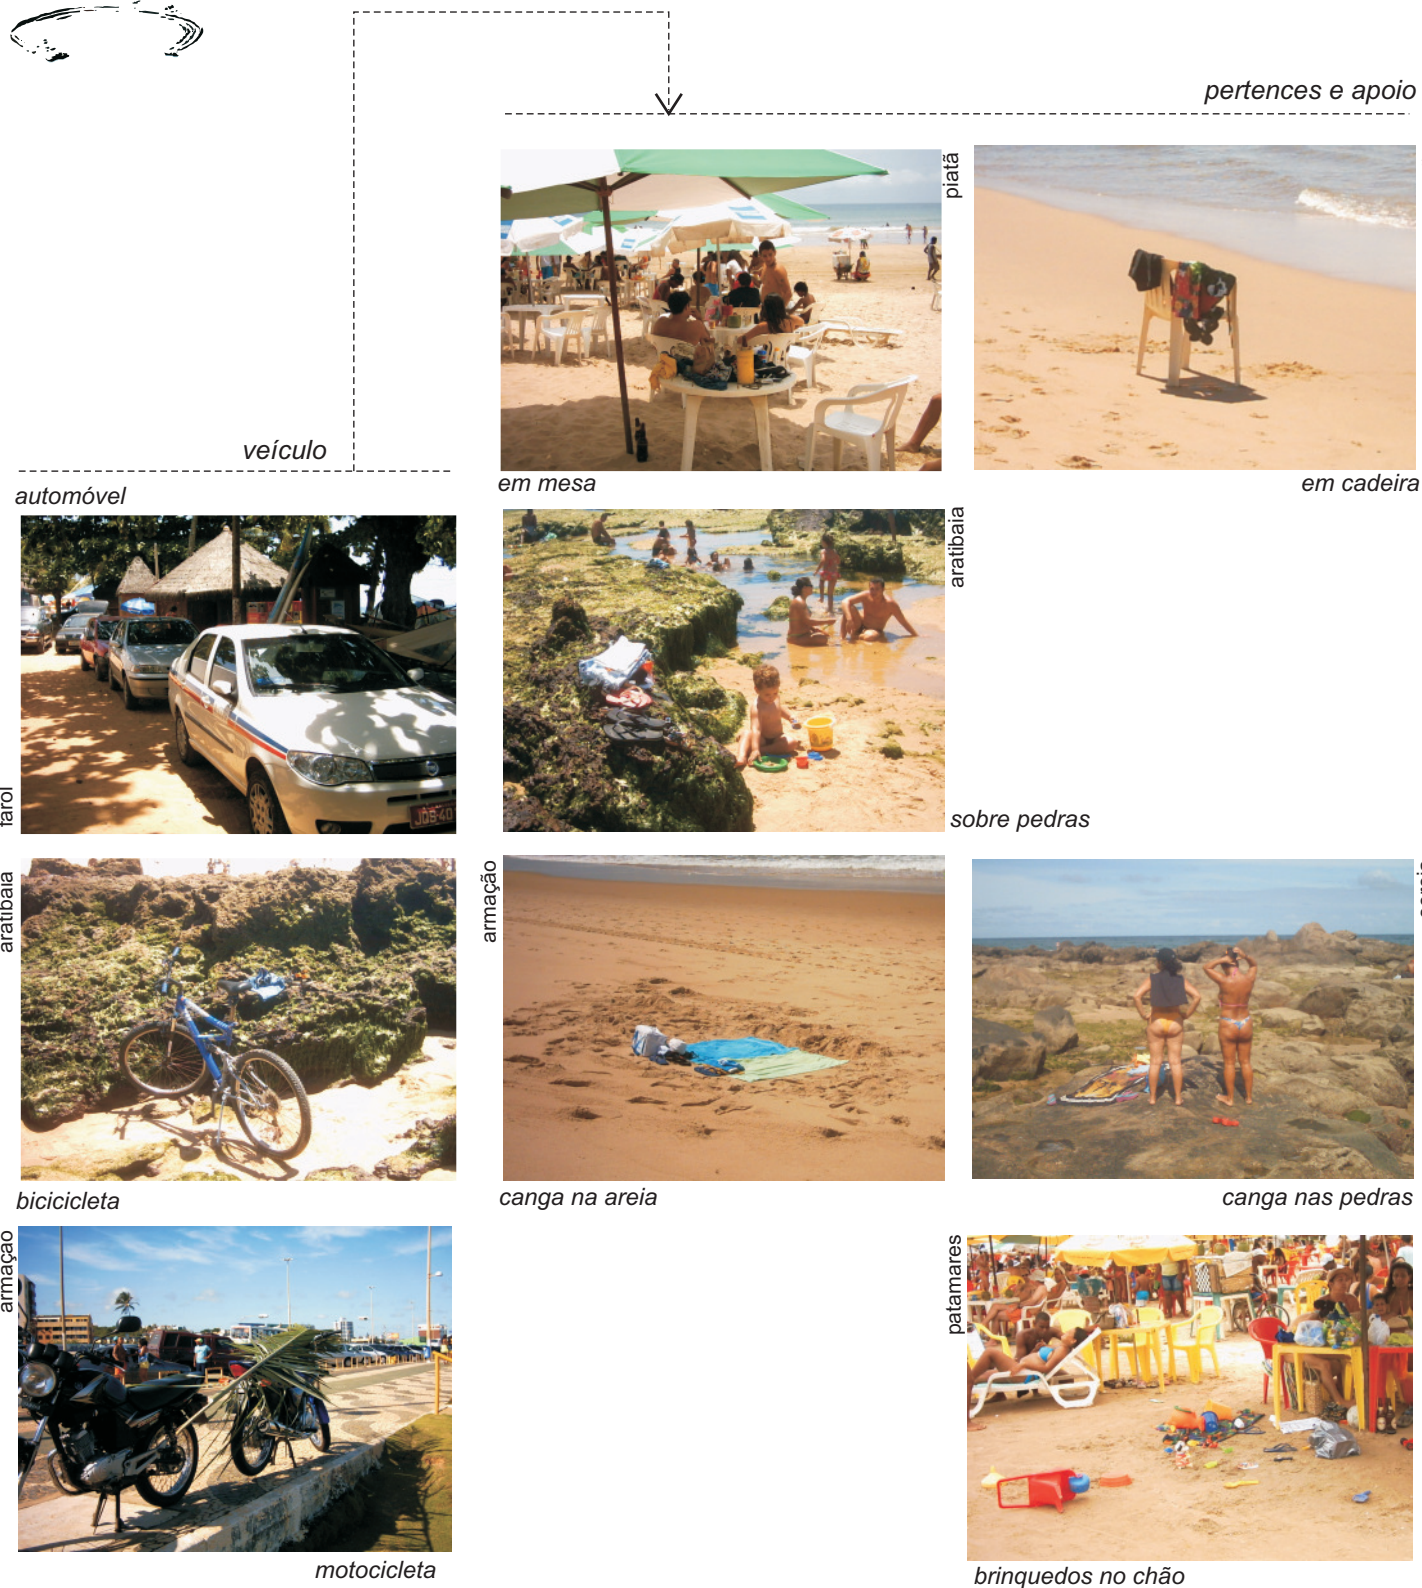 pertences e apoio
piatã
em mesa
em cadeira
veículo
automóvel
farol
aratibaia
sobre pedras
aratibaia
bicicicleta
armação
canga na areia
canga nas pedras
armaçao
motocicleta
patamares
brinquedos no chão